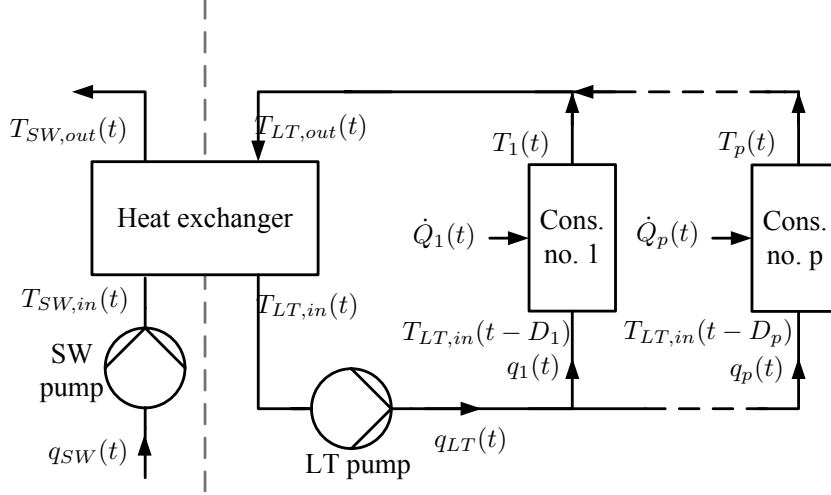 T_{SW,out}(t)
T_{LT,out}(t)
T_1(t)
T_p(t)
Heat exchanger
Q̇_1(t)
Cons.
no. 1
Q̇_p(t)
Cons.
no. p
T_{SW,in}(t)
T_{LT,in}(t)
T_{LT,in}(t − D_1)
T_{LT,in}(t − D_p)
SW
pump
q_1(t)
q_p(t)
q_{SW}(t)
LT pump
q_{LT}(t)